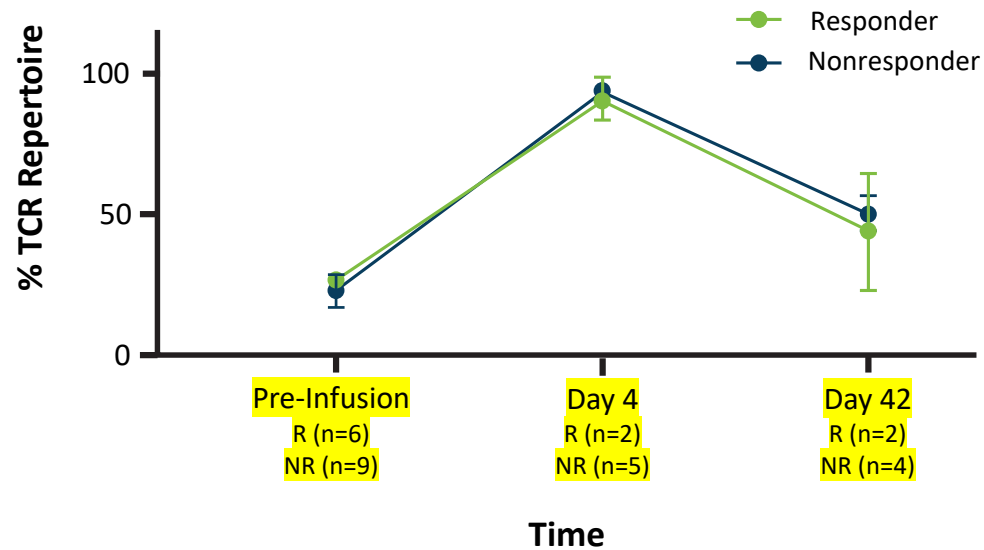 Responder
Nonresponder
% TCR Repertoire
100
50
0
Pre-Infusion
R (n=6)
NR (n=9)
Day 4
R (n=2)
NR (n=5)
Day 42
R (n=2)
NR (n=4)
Time